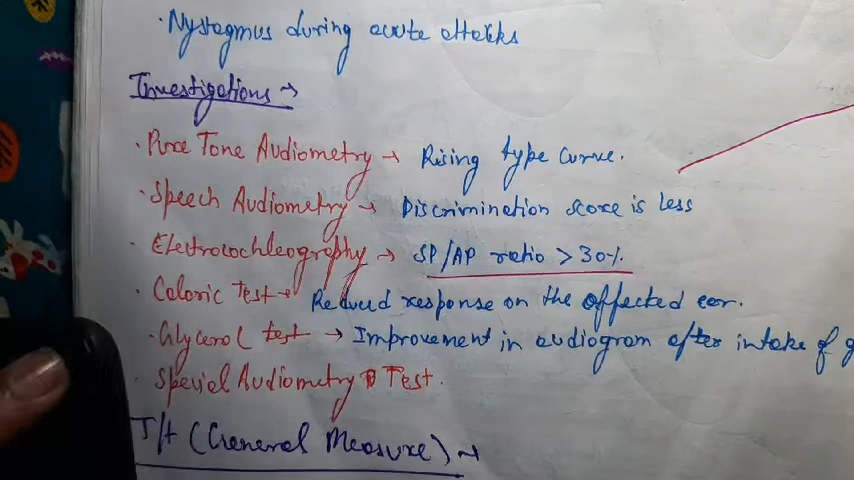 · Nystagmus during acute attacks
Investigations →
· Pure Tone Audiometry → Rising type curve.
· Speech Audiometry → Discrimination score is less
· Electrocochleography → SP/AP ratio > 30%.
· Caloric Test → Reduced response on the affected ear.
· Glycerol test → Improvement in audiogram after intake of g
· Special Audiometry Test.
T/t (General Measure) →